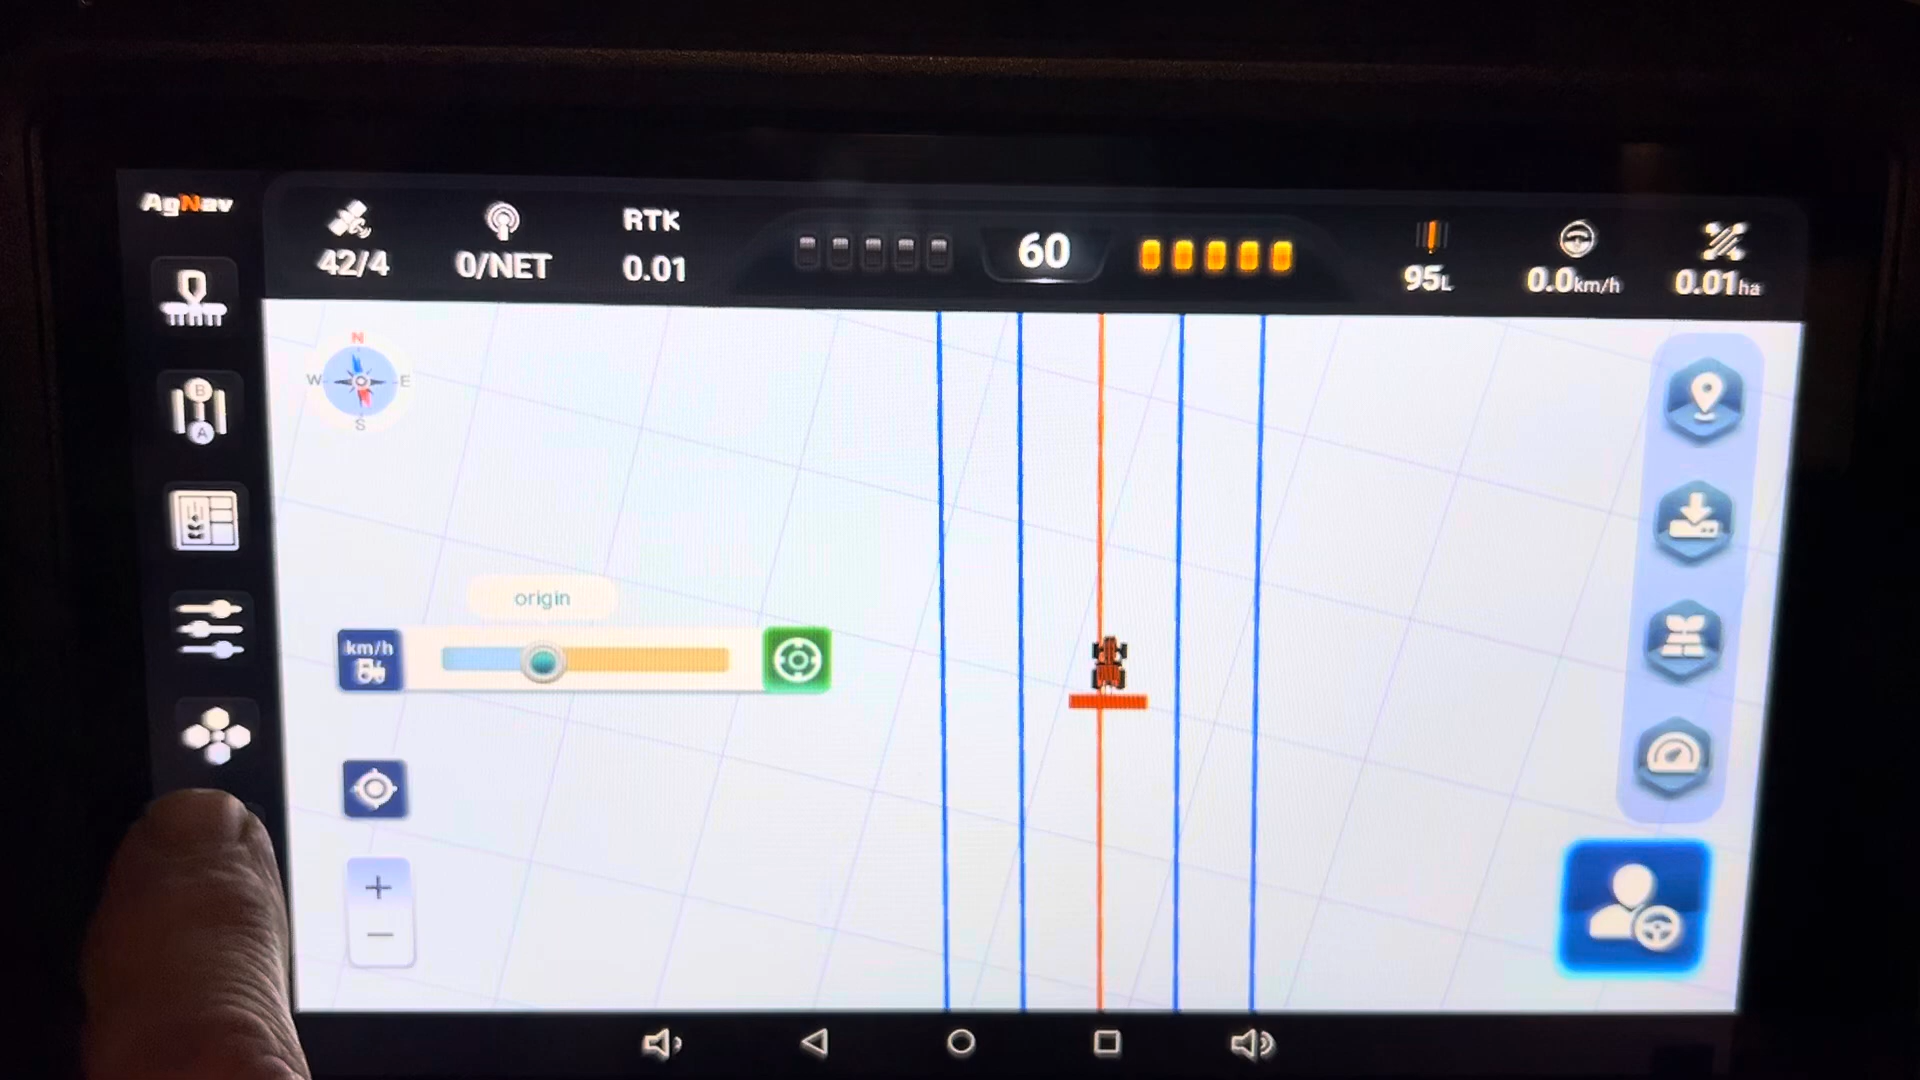 AgNav
42/4
0/NET
RTK
0.01
60
95L
0.0km/h
0.01ha
N
W
E
S
B
A
origin
km/h
+
−